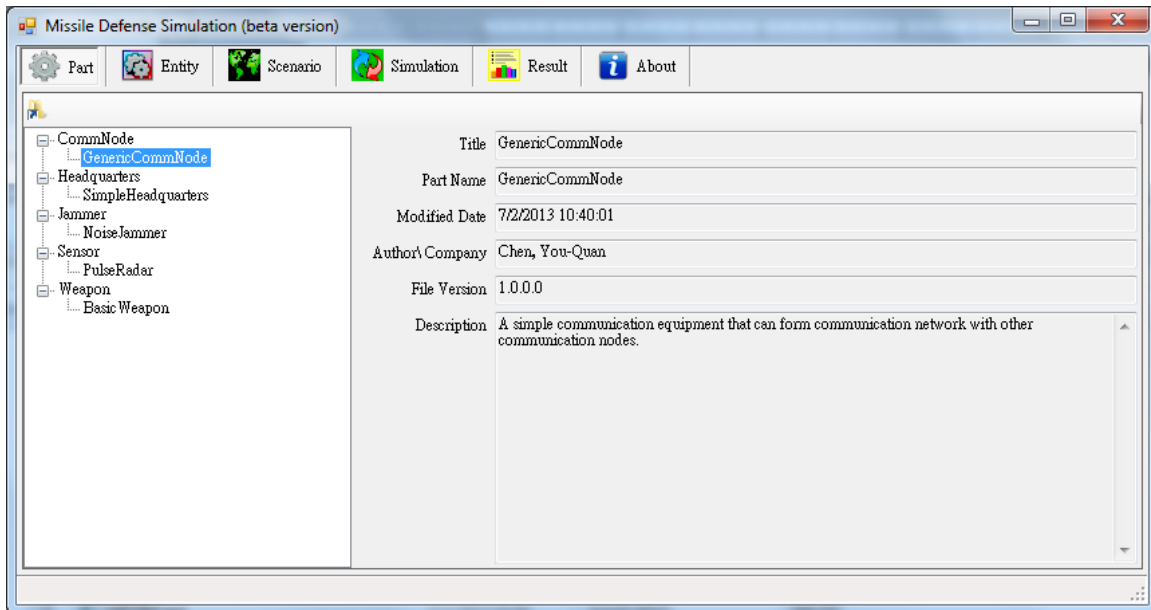 Missile Defense Simulation (beta version)
Part Entity Scenario Simulation Result About
CommNode
GenericCommNode
Headquarters
SimpleHeadquarters
Jammer
NoiseJammer
Sensor
PulseRadar
Weapon
BasicWeapon
Title GenericCommNode
Part Name GenericCommNode
Modified Date 7/2/2013 10:40:01
Author\ Company Chen, You-Quan
File Version 1.0.0.0
Description A simple communication equipment that can form communication network with other
communication nodes.